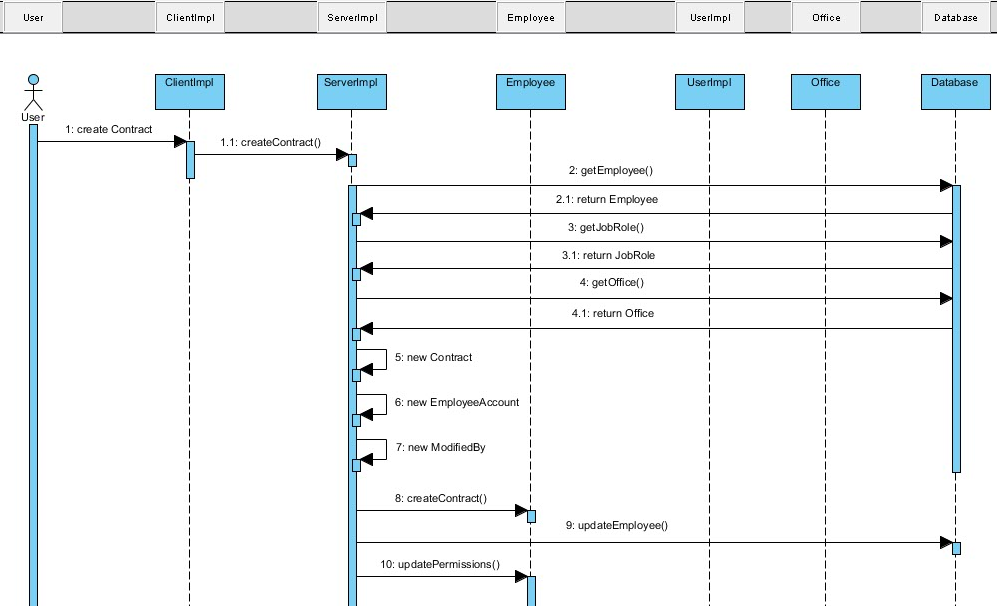 User
ClientImpl
ServerImpl
Employee
UserImpl
Office
Database
ClientImpl
ServerImpl
Employee
UserImpl
Office
Database
User
1: create Contract
1.1: createContract()
2: getEmployee()
2.1: return Employee
3: getJobRole()
3.1: return JobRole
4: getOffice()
4.1: return Office
5: new Contract
6: new EmployeeAccount
7: new ModifiedBy
8: createContract()
9: updateEmployee()
10: updatePermissions()